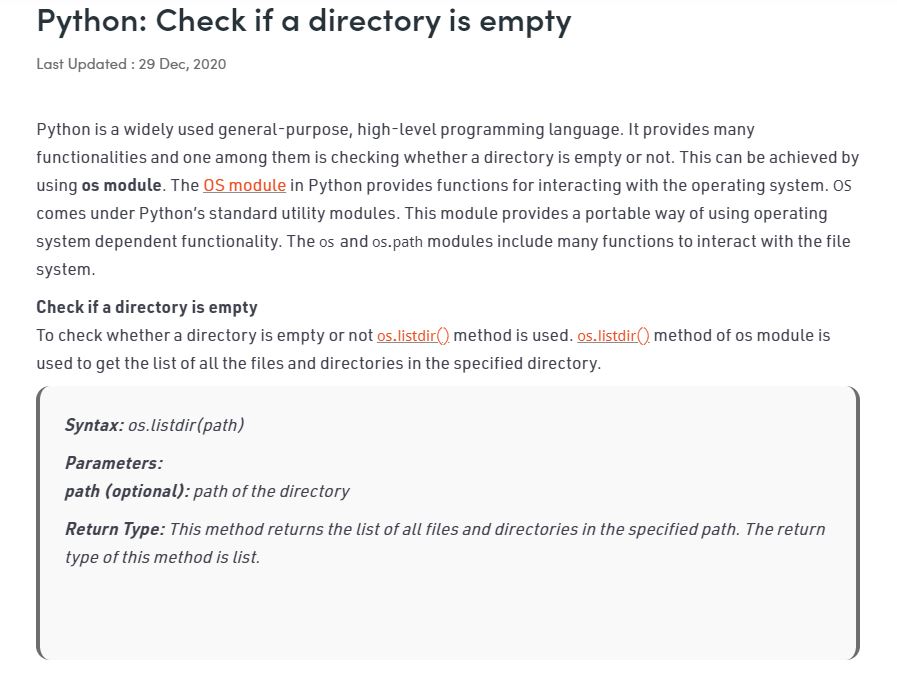 Python: Check if a directory is empty
Last Updated : 29 Dec, 2020
Python is a widely used general-purpose, high-level programming language. It provides many
functionalities and one among them is checking whether a directory is empty or not. This can be achieved by
using os module. The OS module in Python provides functions for interacting with the operating system. OS
comes under Python's standard utility modules. This module provides a portable way of using operating
system dependent functionality. The os and os.path modules include many functions to interact with the file
system.
Check if a directory is empty
To check whether a directory is empty or not os.listdir() method is used. os.listdir() method of os module is
used to get the list of all the files and directories in the specified directory.
Syntax: os.listdir(path)
Parameters:
path (optional): path of the directory
Return Type: This method returns the list of all files and directories in the specified path. The return
type of this method is list.